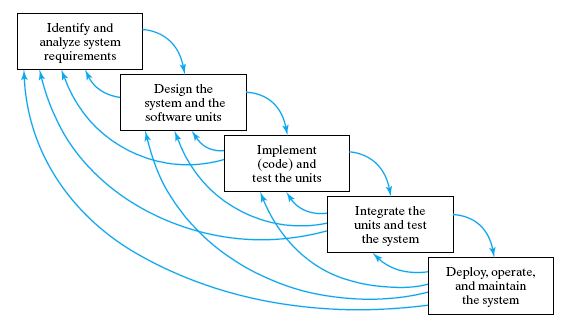 Identify and
analyze system
requirements
Design the
system and the
software units
Implement
(code) and
test the units
Integrate the
units and test
the system
Deploy, operate,
and maintain
the system